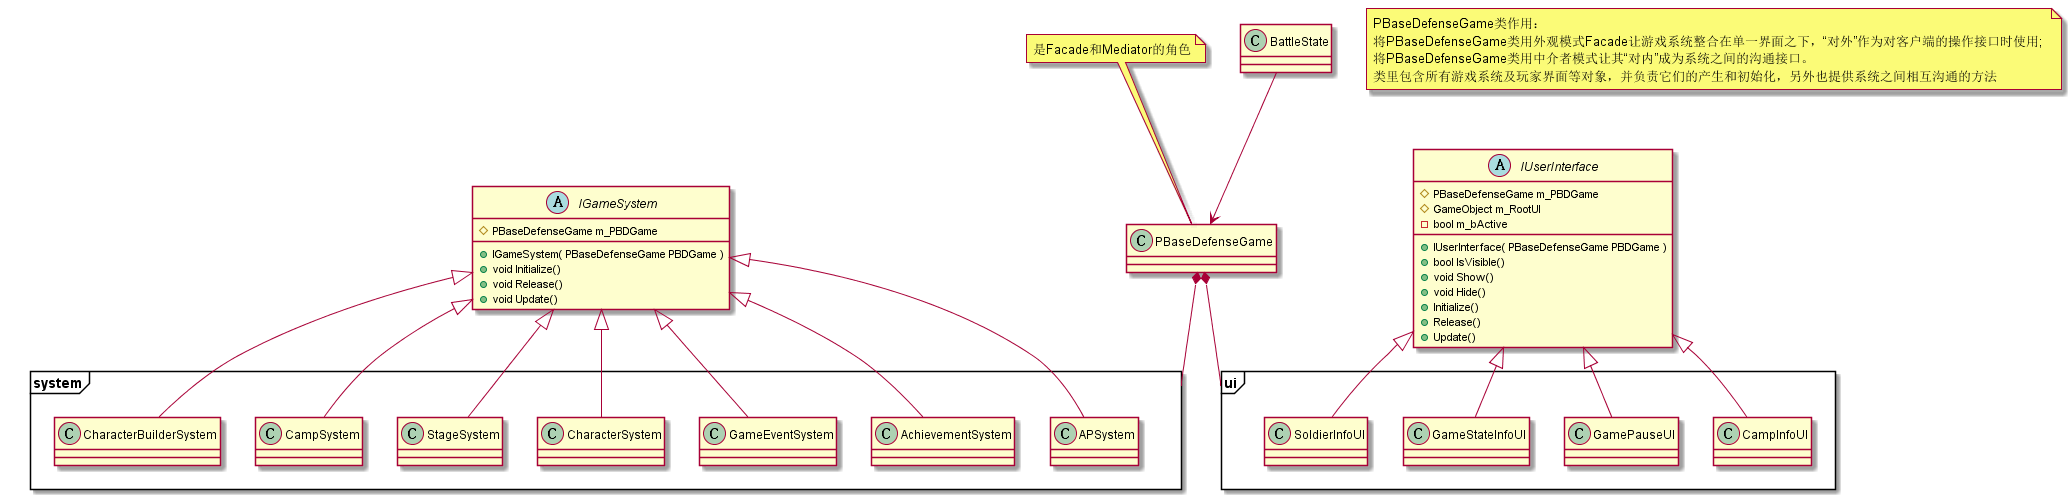 PBaseDefenseGame类作用：
将PBaseDefenseGame类用外观模式Facade让游戏系统整合在单一界面之下，“对外”作为对客户端的操作接口时使用;
将PBaseDefenseGame类用中介者模式让其“对内”成为系统之间的沟通接口。
类里包含所有游戏系统及玩家界面等对象，并负责它们的产生和初始化，另外也提供系统之间相互沟通的方法
是Facade和Mediator的角色
C BattleState
A IUserInterface
PBaseDefenseGame m_PBDGame
GameObject m_RootUI
bool m_bActive
IUserInterface( PBaseDefenseGame PBDGame )
bool IsVisible()
void Show()
void Hide()
Initialize()
Release()
Update()
A IGameSystem
PBaseDefenseGame m_PBDGame
IGameSystem( PBaseDefenseGame PBDGame )
void Initialize()
void Release()
void Update()
C PBaseDefenseGame
system
C CharacterBuilderSystem
C CampSystem
C StageSystem
C CharacterSystem
C GameEventSystem
C AchievementSystem
C APSystem
ui
C SoldierInfoUI
C GameStateInfoUI
C GamePauseUI
C CampInfoUI